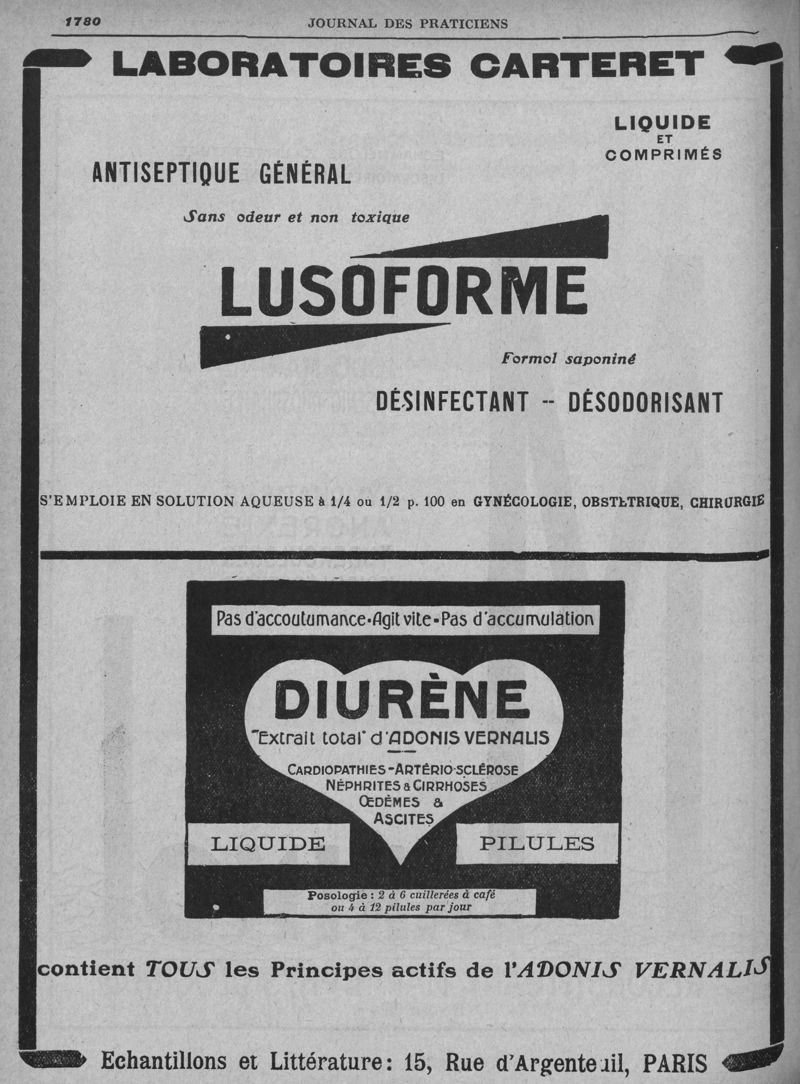 1780
JOURNAL DES PRATICIENS
LABORATOIRES CARTERET
LIQUIDE
ET
COMPRIMÉS
ANTISEPTIQUE GÉNÉRAL
Sans odeur et non toxique
LUSOFORME
Formol saponiné
DÉSINFECTANT -- DÉSODORISANT
S'EMPLOIE EN SOLUTION AQUEUSE à 1/4 ou 1/2 p. 100 en GYNÉCOLOGIE, OBSTÉTRIQUE, CHIRURGIE
Pas d'accoutumance·Agit vite-Pas d'accumulation
DIURÈNE
"Extrait total" d'ADONIS VERNALIS
CARDIOPATHIES-ARTÉRIO-SCLÉROSE
NÉPHRITES & CIRRHOSES
ŒDÈMES &
ASCITES
LIQUIDE
PILULES
Posologie : 2 à 6 cuillerées à café
ou 4 à 12 pilules par jour
contient TOUS les Principes actifs de l'ADONIS VERNALIS
Echantillons et Littérature: 15, Rue d'Argenteuil, PARIS